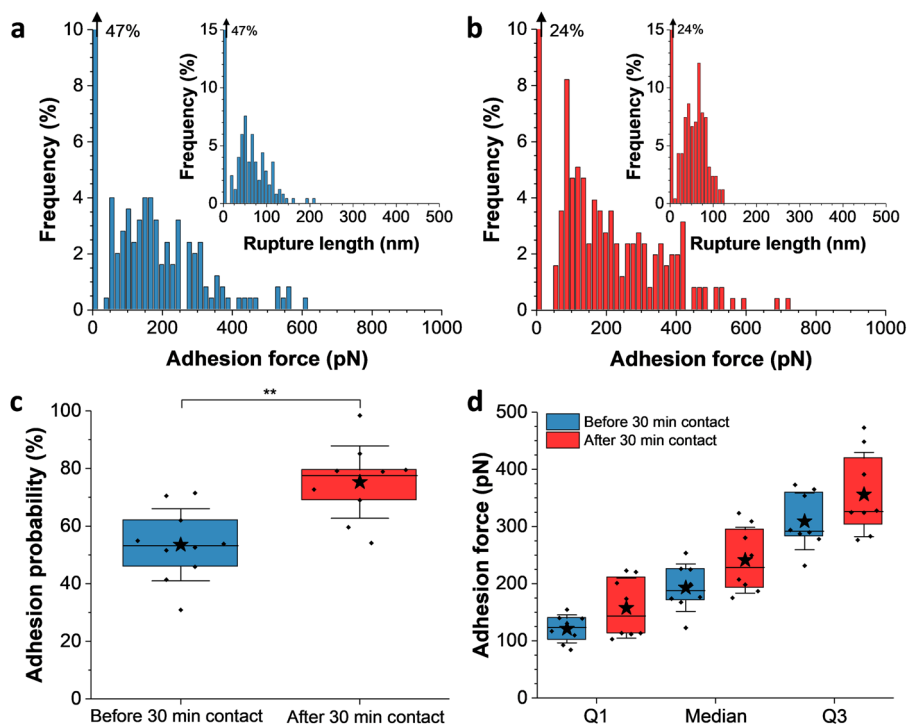 a
47%
Frequency (%)
10
8
6
4
2
0
0 200 400 600 800 1000
Adhesion force (pN)
47%
Frequency (%)
15
10
5
0
0 100 200 300 400 500
Rupture length (nm)
b
24%
Frequency (%)
10
8
6
4
2
0
0 200 400 600 800 1000
Adhesion force (pN)
24%
Frequency (%)
15
10
5
0
0 100 200 300 400 500
Rupture length (nm)
c
**
Adhesion probability (%)
100
80
60
40
20
0
Before 30 min contact After 30 min contact
d
Before 30 min contact
After 30 min contact
Adhesion force (pN)
500
400
300
200
100
0
Q1 Median Q3